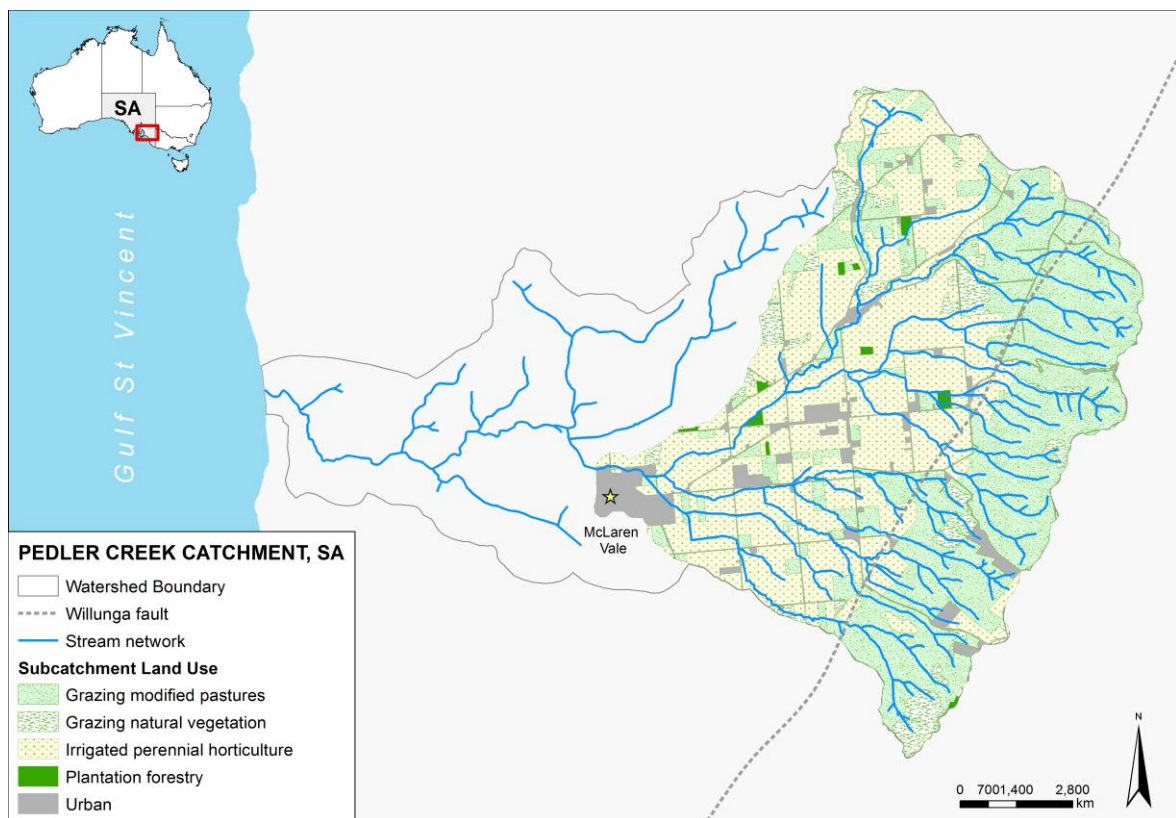 SA
Gulf St Vincent
McLaren
Vale
PEDLER CREEK CATCHMENT, SA
Watershed Boundary
Willunga fault
Stream network
Subcatchment Land Use
Grazing modified pastures
Grazing natural vegetation
Irrigated perennial horticulture
Plantation forestry
Urban
N
0 7001,400 2,800
km